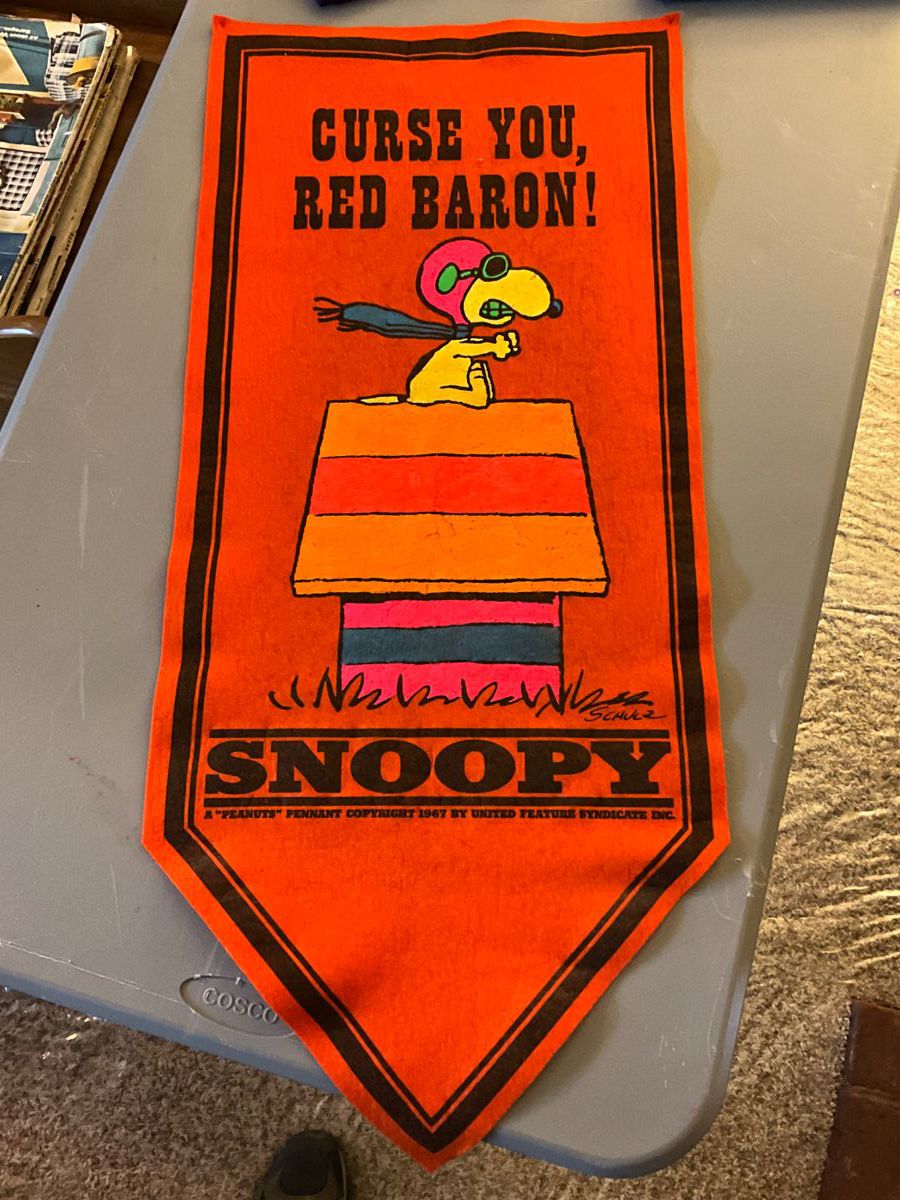 CURSE YOU,
RED BARON!
SCHULZ
SNOOPY
A "PEANUTS" PENNANT COPYRIGHT 1967 BY UNITED FEATURE SYNDICATE INC.
COSCO